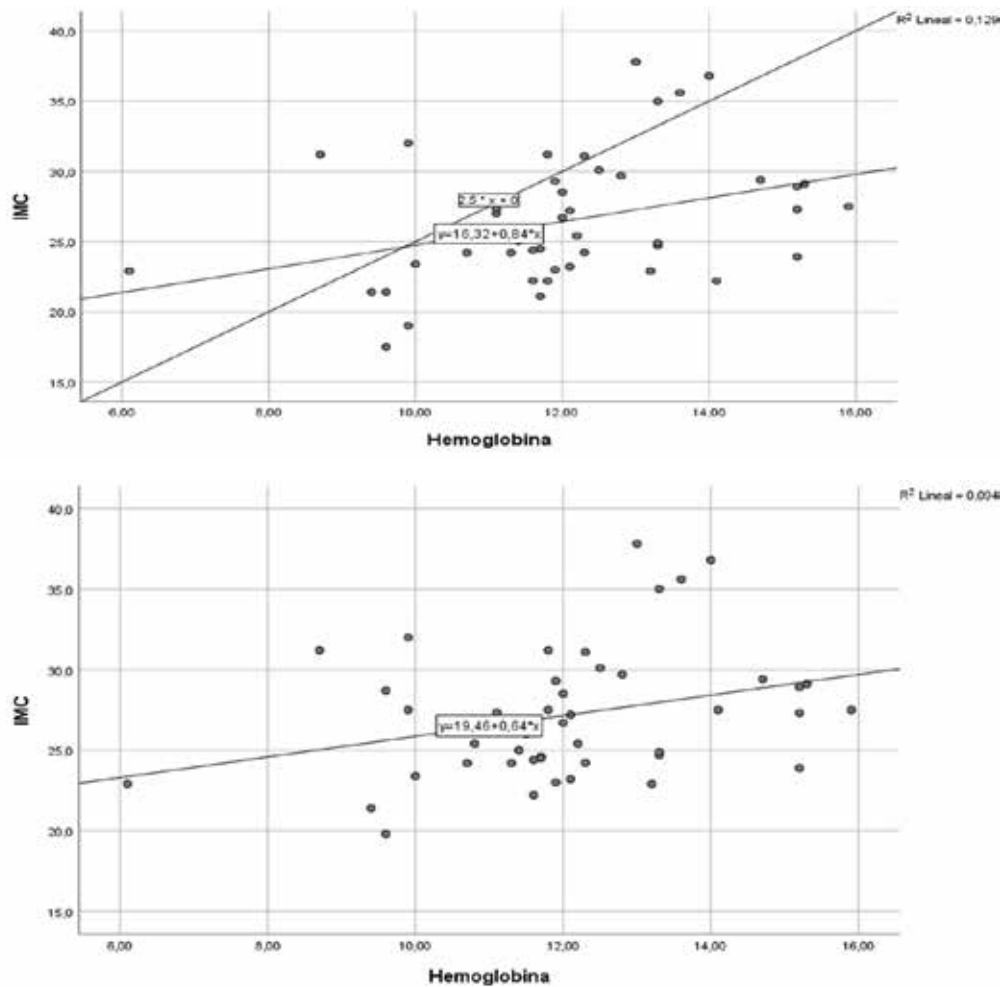 R² Lineal = 0,129
40,0
35,0
30,0
25,0
20,0
15,0
IMC
2.5 * x + 0
y=16,32+0,84*x
6,00 8,00 10,00 12,00 14,00 16,00
Hemoglobina
R² Lineal = 0,094
40,0
35,0
30,0
25,0
20,0
15,0
IMC
y=19,46+0,64*x
6,00 8,00 10,00 12,00 14,00 16,00
Hemoglobina